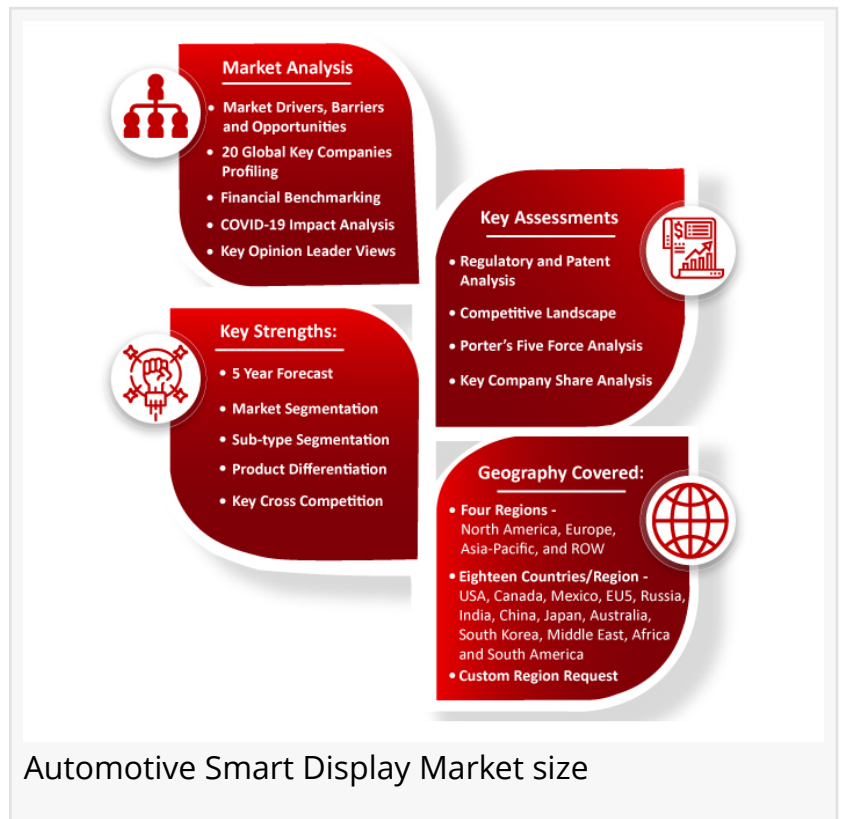 Market Analysis
• Market Drivers, Barriers
and Opportunities
• 20 Global Key Companies
Profiling
• Financial Benchmarking
• COVID-19 Impact Analysis
• Key Opinion Leader Views
Key Assessments
• Regulatory and Patent
Analysis
• Competitive Landscape
• Porter's Five Force Analysis
• Key Company Share Analysis
$
Key Strengths:
• 5 Year Forecast
• Market Segmentation
• Sub-type Segmentation
• Product Differentiation
• Key Cross Competition
Geography Covered:
• Four Regions -
North America, Europe,
Asia-Pacific, and ROW
• Eighteen Countries/Region -
USA, Canada, Mexico, EU5, Russia,
India, China, Japan, Australia,
South Korea, Middle East, Africa
and South America
• Custom Region Request
Automotive Smart Display Market size